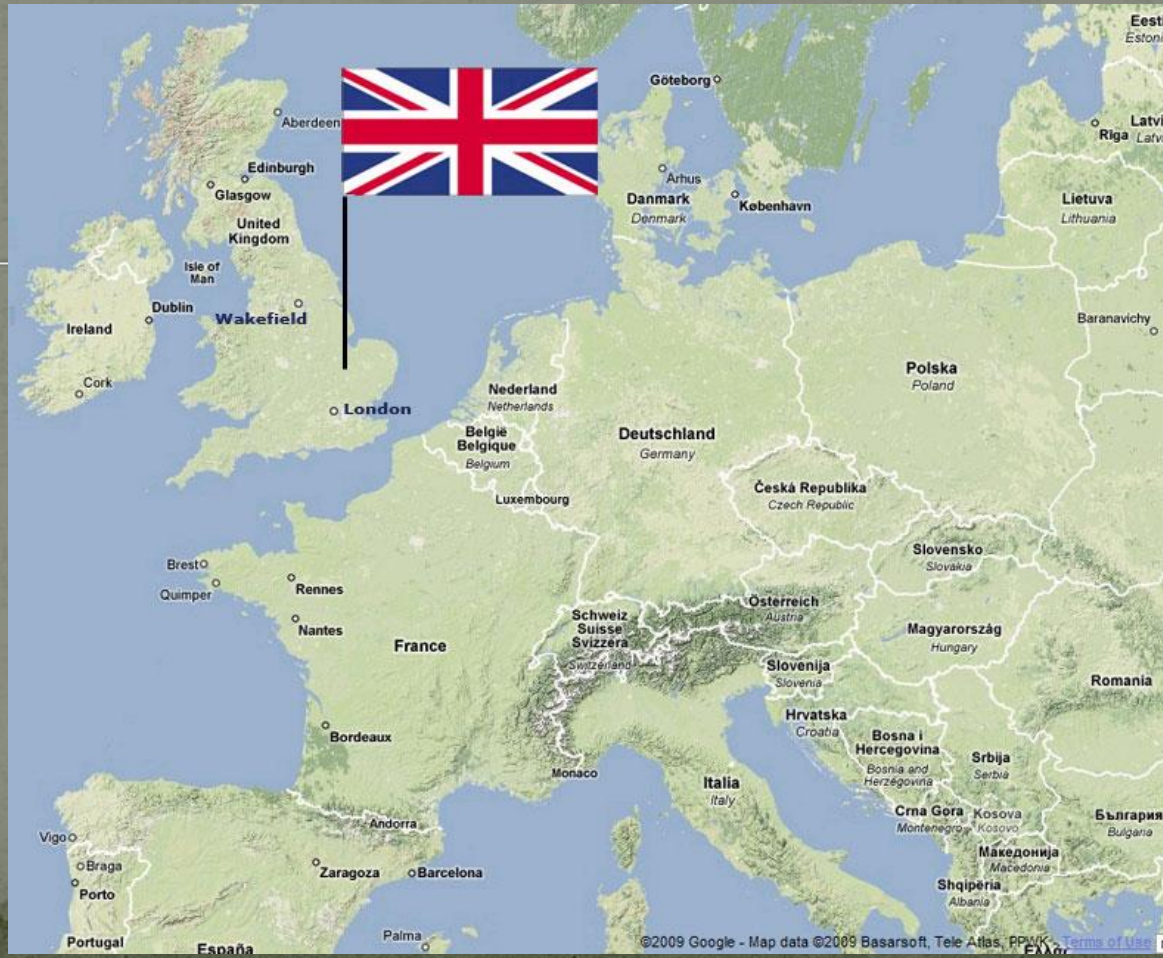 Eesti
Estonia
Göteborg
Aberdeen
Rīga
Latvi
Latv
Edinburgh
Glasgow
Århus
Danmark
Denmark
København
Lietuva
Lithuania
United
Kingdom
Isle of
Man
Dublin
Wakefield
Ireland
Baranavichy
Cork
Polska
Poland
Nederland
Netherlands
London
België
Belgique
Belgium
Deutschland
Germany
Luxembourg
Česká Republika
Czech Republic
Slovensko
Slovakia
Brest
Quimper
Rennes
Österreich
Austria
Schweiz
Suisse
Svizzera
Switzerland
Nantes
Magyarország
Hungary
France
Slovenija
Slovenia
Romania
Hrvatska
Croatia
Bordeaux
Bosna i
Hercegovina
Bosnia and
Herzegovina
Srbija
Serbia
Monaco
Italia
Italy
Andorra
Crna Gora
Montenegro
Kosova
Kosovo
България
Bulgaria
Vigo
Braga
Porto
Zaragoza
Barcelona
Македонија
Macedonia
Shqipëria
Albania
Palma
Portugal
España
©2009 Google - Map data ©2009 Basarsoft, Tele Atlas, PPWK - Terms of Use